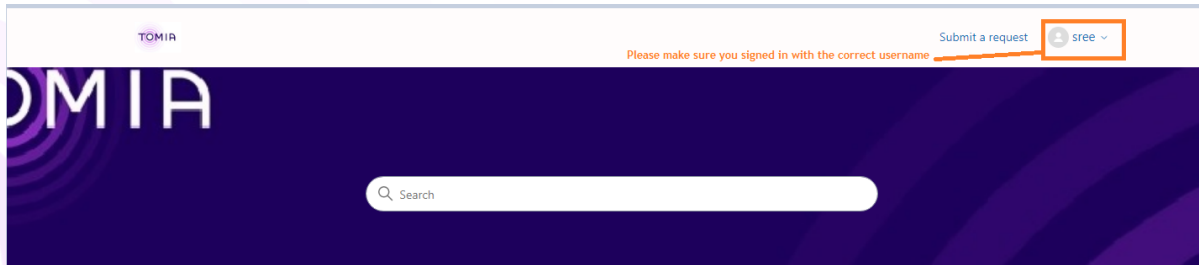 TOMIA
Submit a request
sree
Please make sure you signed in with the correct username
OMIA
Search